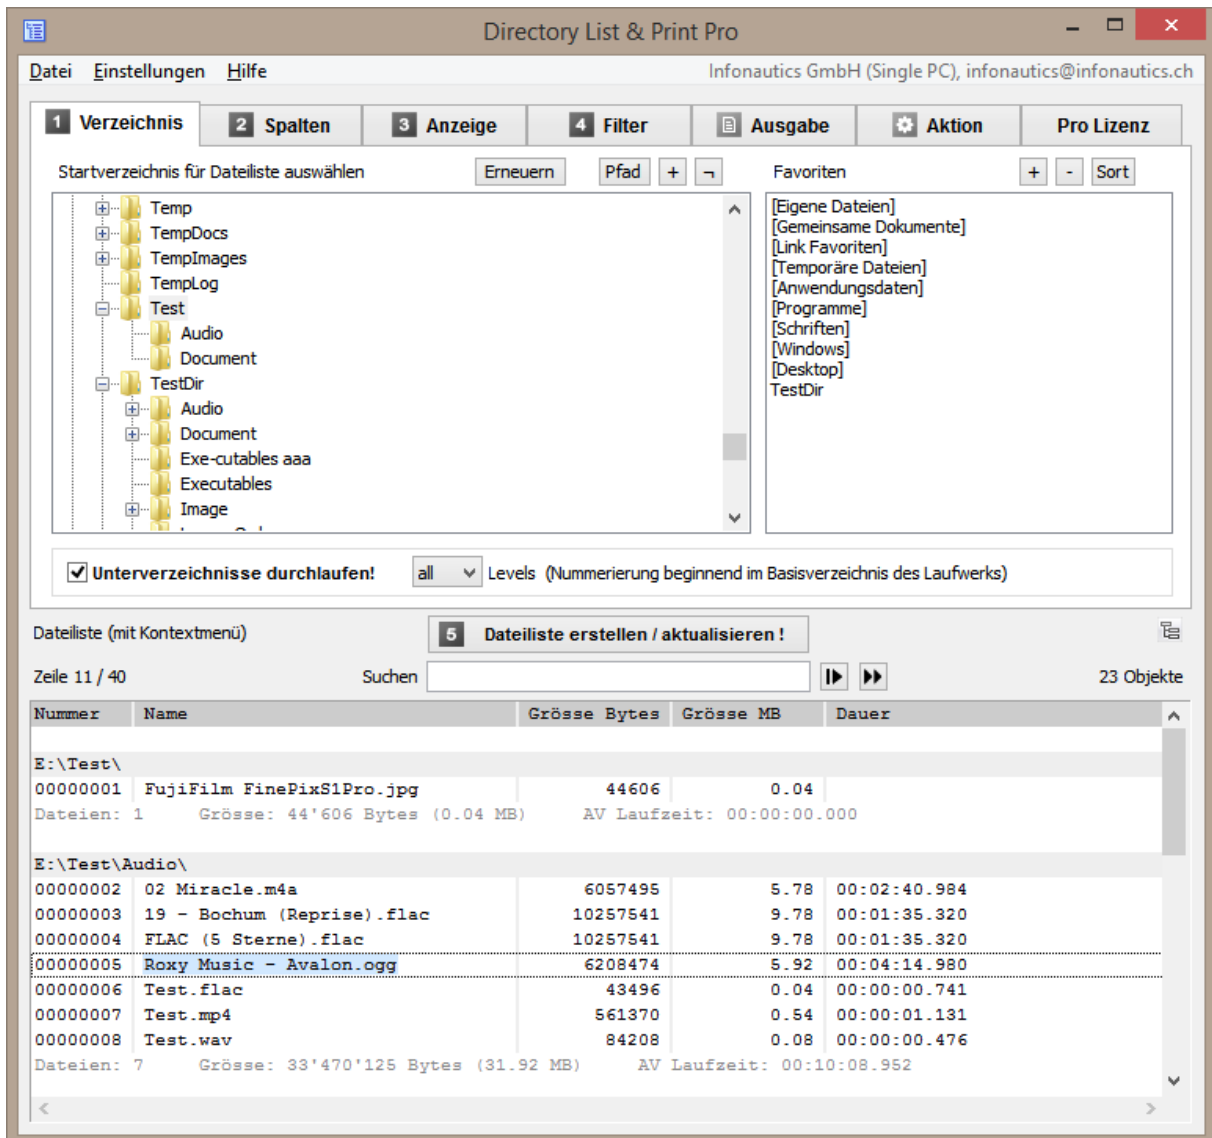 Directory List & Print Pro
Datei Einstellungen Hilfe Infonautics GmbH (Single PC), infonautics@infonautics.ch
1 Verzeichnis 2 Spalten 3 Anzeige 4 Filter Ausgabe Aktion Pro Lizenz
Startverzeichnis für Dateiliste auswählen Erneuern Pfad + ¬ Favoriten + - Sort
Temp
TempDocs
TempImages
TempLog
Test
Audio
Document
TestDir
Audio
Document
Exe-cutables aaa
Executables
Image
[Eigene Dateien]
[Gemeinsame Dokumente]
[Link Favoriten]
[Temporäre Dateien]
[Anwendungsdaten]
[Programme]
[Schriften]
[Windows]
[Desktop]
TestDir
Unterverzeichnisse durchlaufen! all Levels (Nummerierung beginnend im Basisverzeichnis des Laufwerks)
Dateiliste (mit Kontextmenü) 5 Dateiliste erstellen / aktualisieren !
Zeile 11 / 40 Suchen 23 Objekte
Nummer Name Grösse Bytes Grösse MB Dauer
E:\Test\
00000001 FujiFilm FinePixS1Pro.jpg 44606 0.04
Dateien: 1 Grösse: 44'606 Bytes (0.04 MB) AV Laufzeit: 00:00:00.000
E:\Test\Audio\
00000002 02 Miracle.m4a 6057495 5.78 00:02:40.984
00000003 19 - Bochum (Reprise).flac 10257541 9.78 00:01:35.320
00000004 FLAC (5 Sterne).flac 10257541 9.78 00:01:35.320
00000005 Roxy Music - Avalon.ogg 6208474 5.92 00:04:14.980
00000006 Test.flac 43496 0.04 00:00:00.741
00000007 Test.mp4 561370 0.54 00:00:01.131
00000008 Test.wav 84208 0.08 00:00:00.476
Dateien: 7 Grösse: 33'470'125 Bytes (31.92 MB) AV Laufzeit: 00:10:08.952